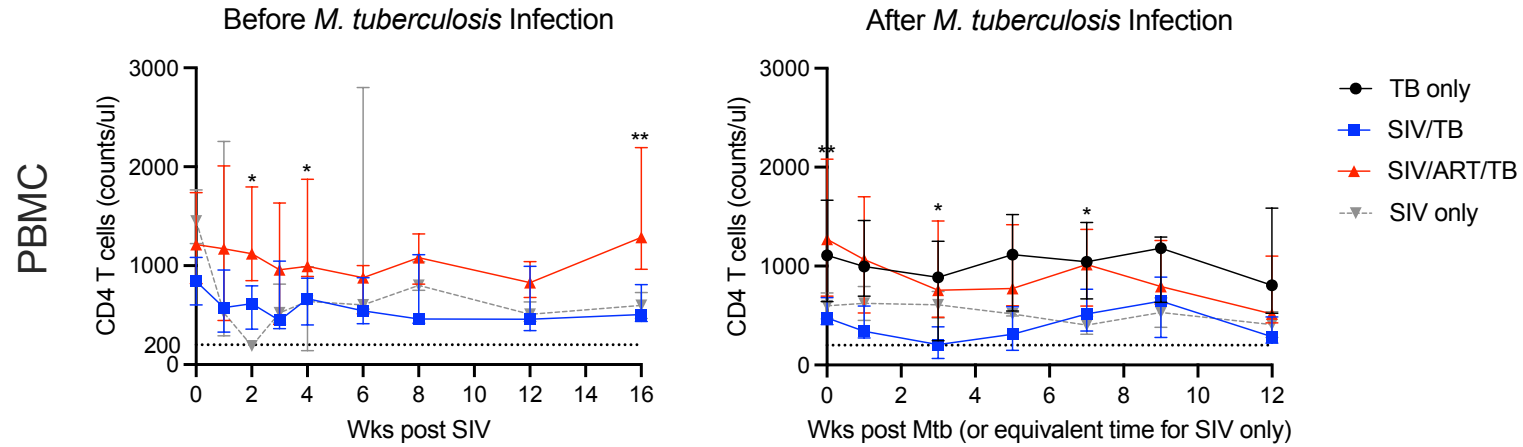 Before M. tuberculosis Infection
After M. tuberculosis Infection
PBMC
CD4 T cells (counts/ul)
3000
2000
1000
200
0
*
*
**
0 2 4 6 8 10 12 14 16
Wks post SIV
CD4 T cells (counts/ul)
3000
2000
1000
0
**
*
*
2 4 6 8 10 12
Wks post Mtb (or equivalent time for SIV only)
TB only
SIV/TB
SIV/ART/TB
SIV only